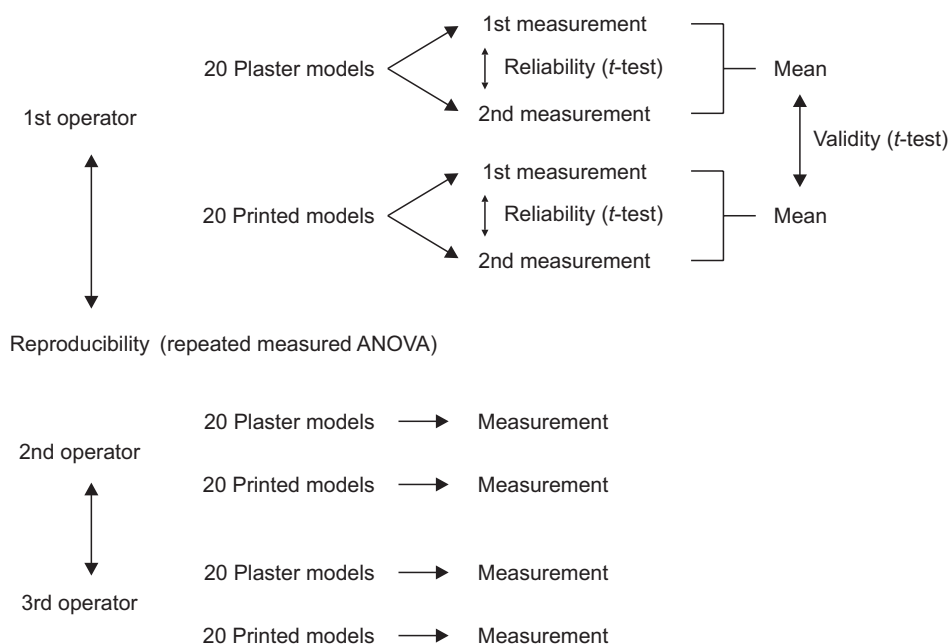 1st measurement
20 Plaster models
Reliability (t-test)
Mean
2nd measurement
1st operator
Validity (t-test)
1st measurement
20 Printed models
Reliability (t-test)
Mean
2nd measurement
Reproducibility (repeated measured ANOVA)
20 Plaster models
Measurement
2nd operator
20 Printed models
Measurement
20 Plaster models
Measurement
3rd operator
20 Printed models
Measurement